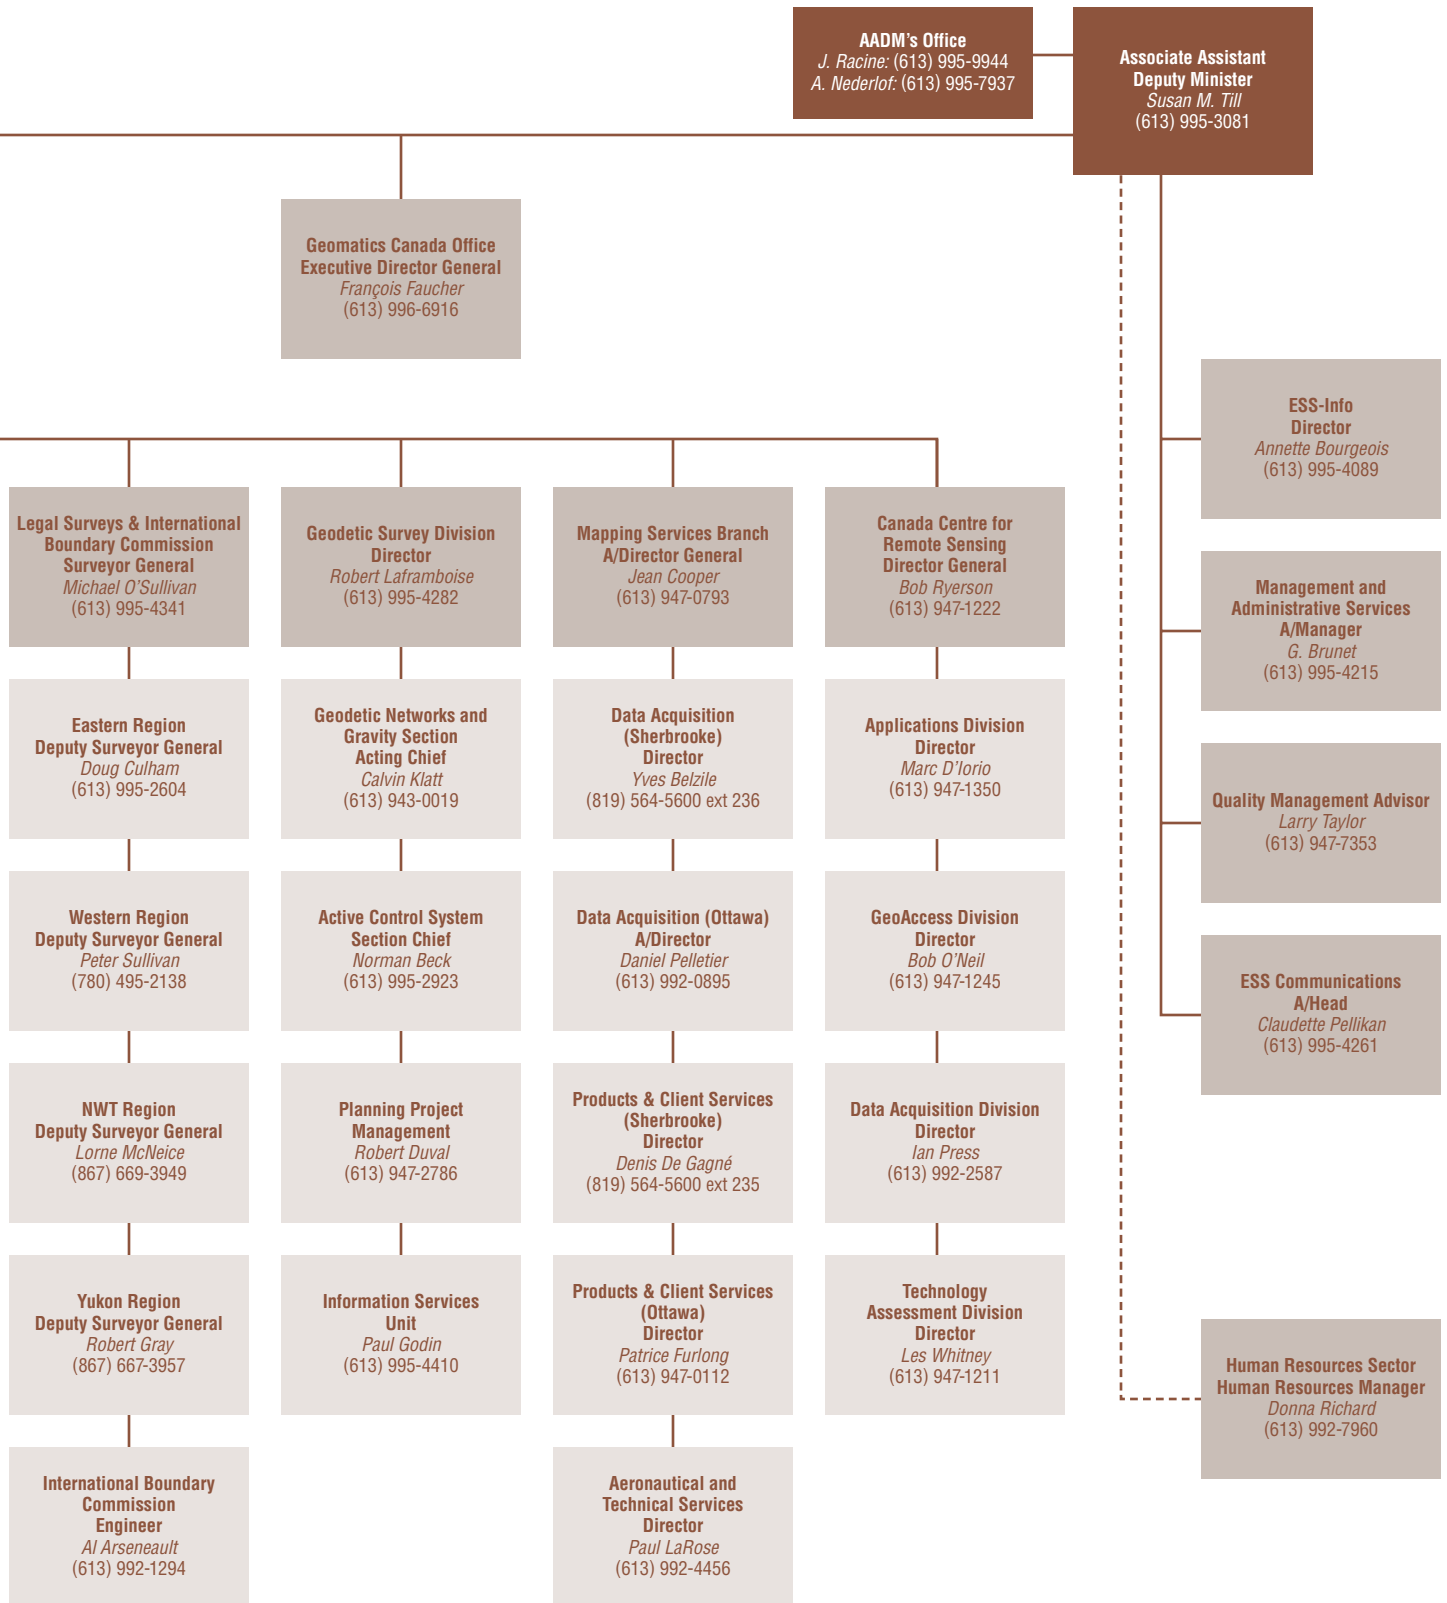 AADM's Office
J. Racine: (613) 995-9944
A. Nederlof: (613) 995-7937
Associate Assistant
Deputy Minister
Susan M. Till
(613) 995-3081
Geomatics Canada Office
Executive Director General
François Faucher
(613) 996-6916
ESS-Info
Director
Annette Bourgeois
(613) 995-4089
Management and
Administrative Services
A/Manager
G. Brunet
(613) 995-4215
Quality Management Advisor
Larry Taylor
(613) 947-7353
ESS Communications
A/Head
Claudette Pellikan
(613) 995-4261
Human Resources Sector
Human Resources Manager
Donna Richard
(613) 992-7960
Legal Surveys & International
Boundary Commission
Surveyor General
Michael O'Sullivan
(613) 995-4341
Eastern Region
Deputy Surveyor General
Doug Culham
(613) 995-2604
Western Region
Deputy Surveyor General
Peter Sullivan
(780) 495-2138
NWT Region
Deputy Surveyor General
Lorne McNeice
(867) 669-3949
Yukon Region
Deputy Surveyor General
Robert Gray
(867) 667-3957
International Boundary
Commission
Engineer
Al Arseneault
(613) 992-1294
Geodetic Survey Division
Director
Robert Laframboise
(613) 995-4282
Geodetic Networks and
Gravity Section
Acting Chief
Calvin Klatt
(613) 943-0019
Active Control System
Section Chief
Norman Beck
(613) 995-2923
Planning Project
Management
Robert Duval
(613) 947-2786
Information Services
Unit
Paul Godin
(613) 995-4410
Mapping Services Branch
A/Director General
Jean Cooper
(613) 947-0793
Data Acquisition
(Sherbrooke)
Director
Yves Belzile
(819) 564-5600 ext 236
Data Acquisition (Ottawa)
A/Director
Daniel Pelletier
(613) 992-0895
Products & Client Services
(Sherbrooke)
Director
Denis De Gagné
(819) 564-5600 ext 235
Products & Client Services
(Ottawa)
Director
Patrice Furlong
(613) 947-0112
Aeronautical and
Technical Services
Director
Paul LaRose
(613) 992-4456
Canada Centre for
Remote Sensing
Director General
Bob Ryerson
(613) 947-1222
Applications Division
Director
Marc D'Iorio
(613) 947-1350
GeoAccess Division
Director
Bob O'Neil
(613) 947-1245
Data Acquisition Division
Director
Ian Press
(613) 992-2587
Technology
Assessment Division
Director
Les Whitney
(613) 947-1211